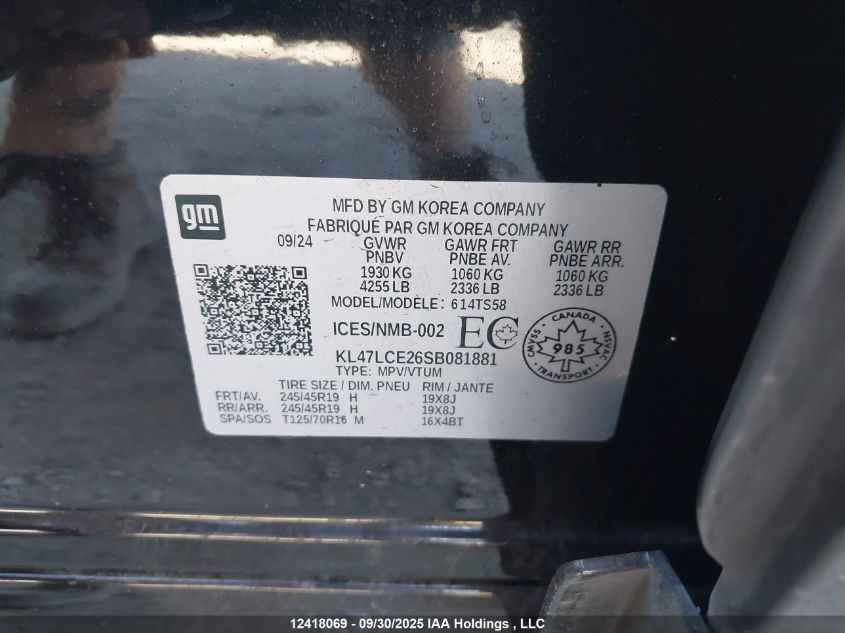 gm
MFD BY GM KOREA COMPANY
FABRIQUÉ PAR GM KOREA COMPANY
09/24 GVWR GAWR FRT GAWR RR
PNBV PNBE AV. PNBE ARR.
1930 KG 1060 KG 1060 KG
4255 LB 2336 LB 2336 LB
MODEL/MODÈLE: 614TS58
ICES/NMB-002 EC
CANADA
CMVSS 985 NSVAC
TRANSPORT
KL47LCE26SB081881
TYPE: MPV/VTUM
TIRE SIZE / DIM. PNEU RIM / JANTE
FRT/AV. 245/45R19 H 19X8J
RR/ARR. 245/45R19 H 19X8J
SPA/SOS T125/70R16 M 16X4BT
12418069 - 09/30/2025 IAA Holdings , LLC